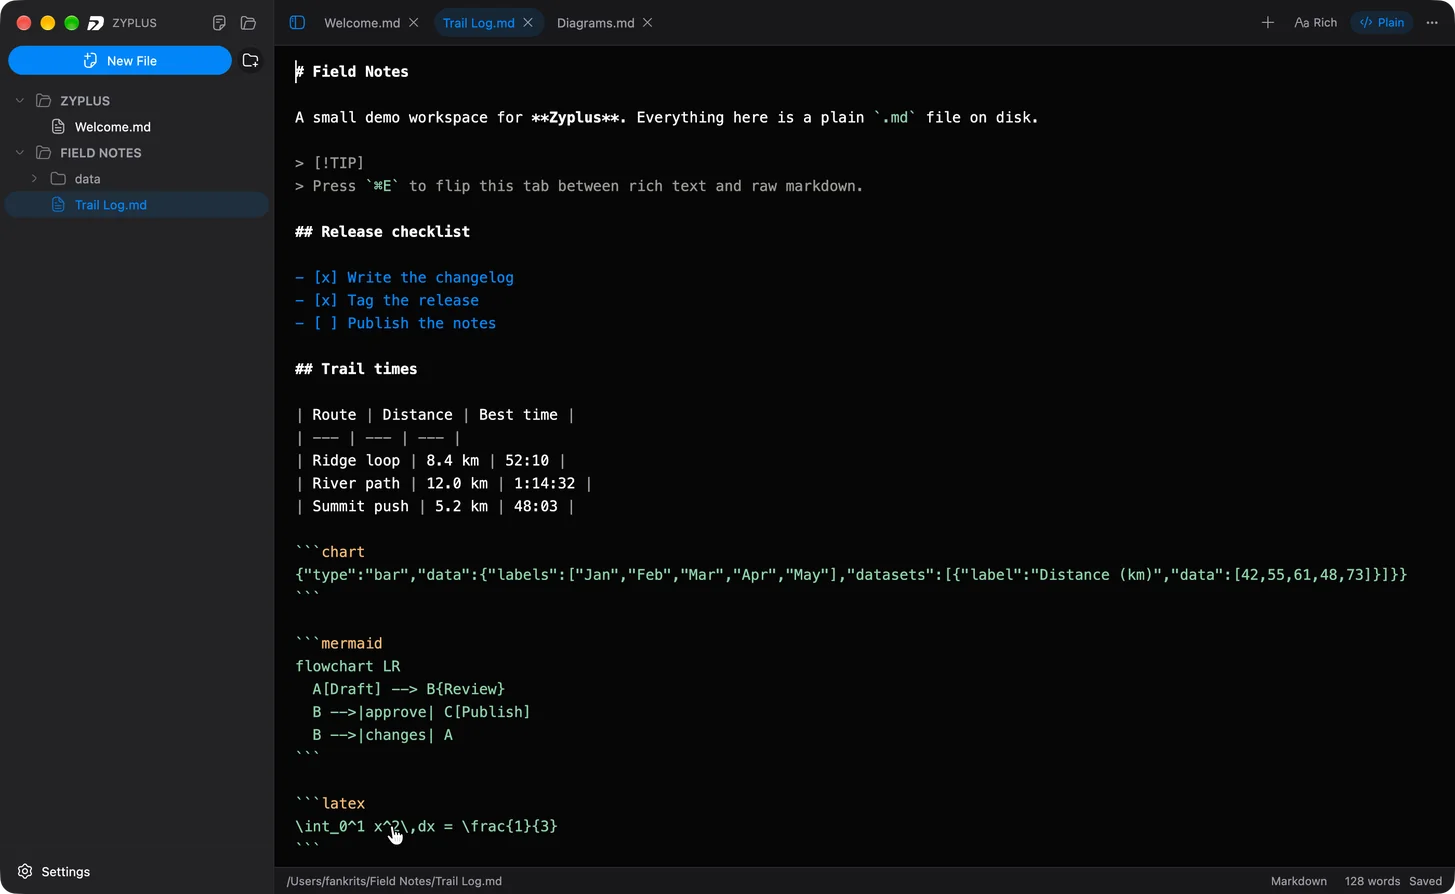 ZYPLUS
Welcome.md
Trail Log.md
Diagrams.md
Aa Rich
</> Plain
New File
ZYPLUS
Welcome.md
FIELD NOTES
data
Trail Log.md
Settings
# Field Notes
A small demo workspace for **Zyplus**. Everything here is a plain `.md` file on disk.
> [!TIP]
> Press `⌘E` to flip this tab between rich text and raw markdown.
## Release checklist
- [x] Write the changelog
- [x] Tag the release
- [ ] Publish the notes
## Trail times
| Route | Distance | Best time |
| --- | --- | --- |
| Ridge loop | 8.4 km | 52:10 |
| River path | 12.0 km | 1:14:32 |
| Summit push | 5.2 km | 48:03 |
```chart
{"type":"bar","data":{"labels":["Jan","Feb","Mar","Apr","May"],"datasets":[{"label":"Distance (km)","data":[42,55,61,48,73]}]}}
```
```mermaid
flowchart LR
  A[Draft] --> B{Review}
  B -->|approve| C[Publish]
  B -->|changes| A
```
```latex
\int_0^1 x^2\,dx = \frac{1}{3}
```
/Users/fankrits/Field Notes/Trail Log.md
Markdown
128 words
Saved